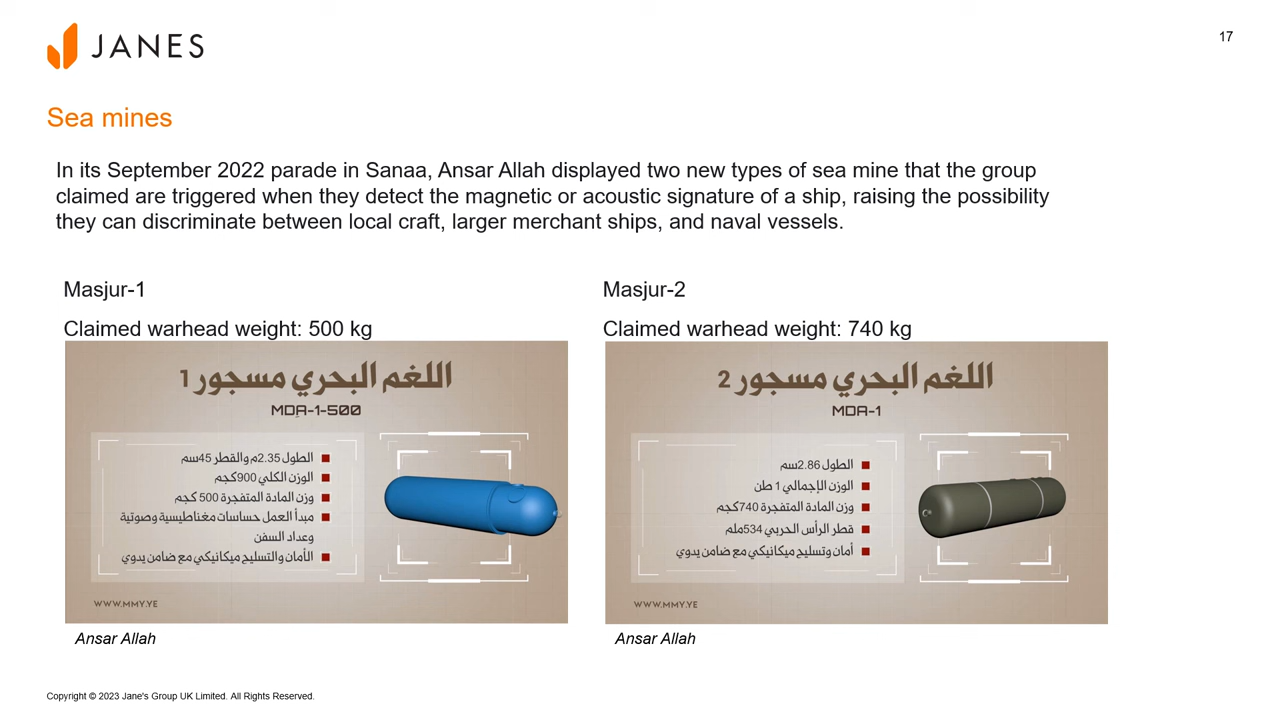 JANES
17
Sea mines
In its September 2022 parade in Sanaa, Ansar Allah displayed two new types of sea mine that the group
claimed are triggered when they detect the magnetic or acoustic signature of a ship, raising the possibility
they can discriminate between local craft, larger merchant ships, and naval vessels.
Masjur-1
Claimed warhead weight: 500 kg
اللغم البحري مسجور 1
MDA-1-500
الطول 2.35م والقطر 45سم
الوزن الكلي 900كجم
وزن المادة المتفجرة 500 كجم
مبدأ العمل حساسات مغناطيسية وصوتية
وعداد السفن
الأمان والتسليح ميكانيكي مع ضامن يدوي
WWW.MMY.YE
Ansar Allah
Masjur-2
Claimed warhead weight: 740 kg
اللغم البحري مسجور 2
MDA-1
الطول 2.86سم
الوزن الإجمالي 1 طن
وزن المادة المتفجرة 740كجم
قطر الرأس الحربي 534ملم
أمان وتسليح ميكانيكي مع ضامن يدوي
WWW.MMY.YE
Ansar Allah
Copyright © 2023 Jane's Group UK Limited. All Rights Reserved.